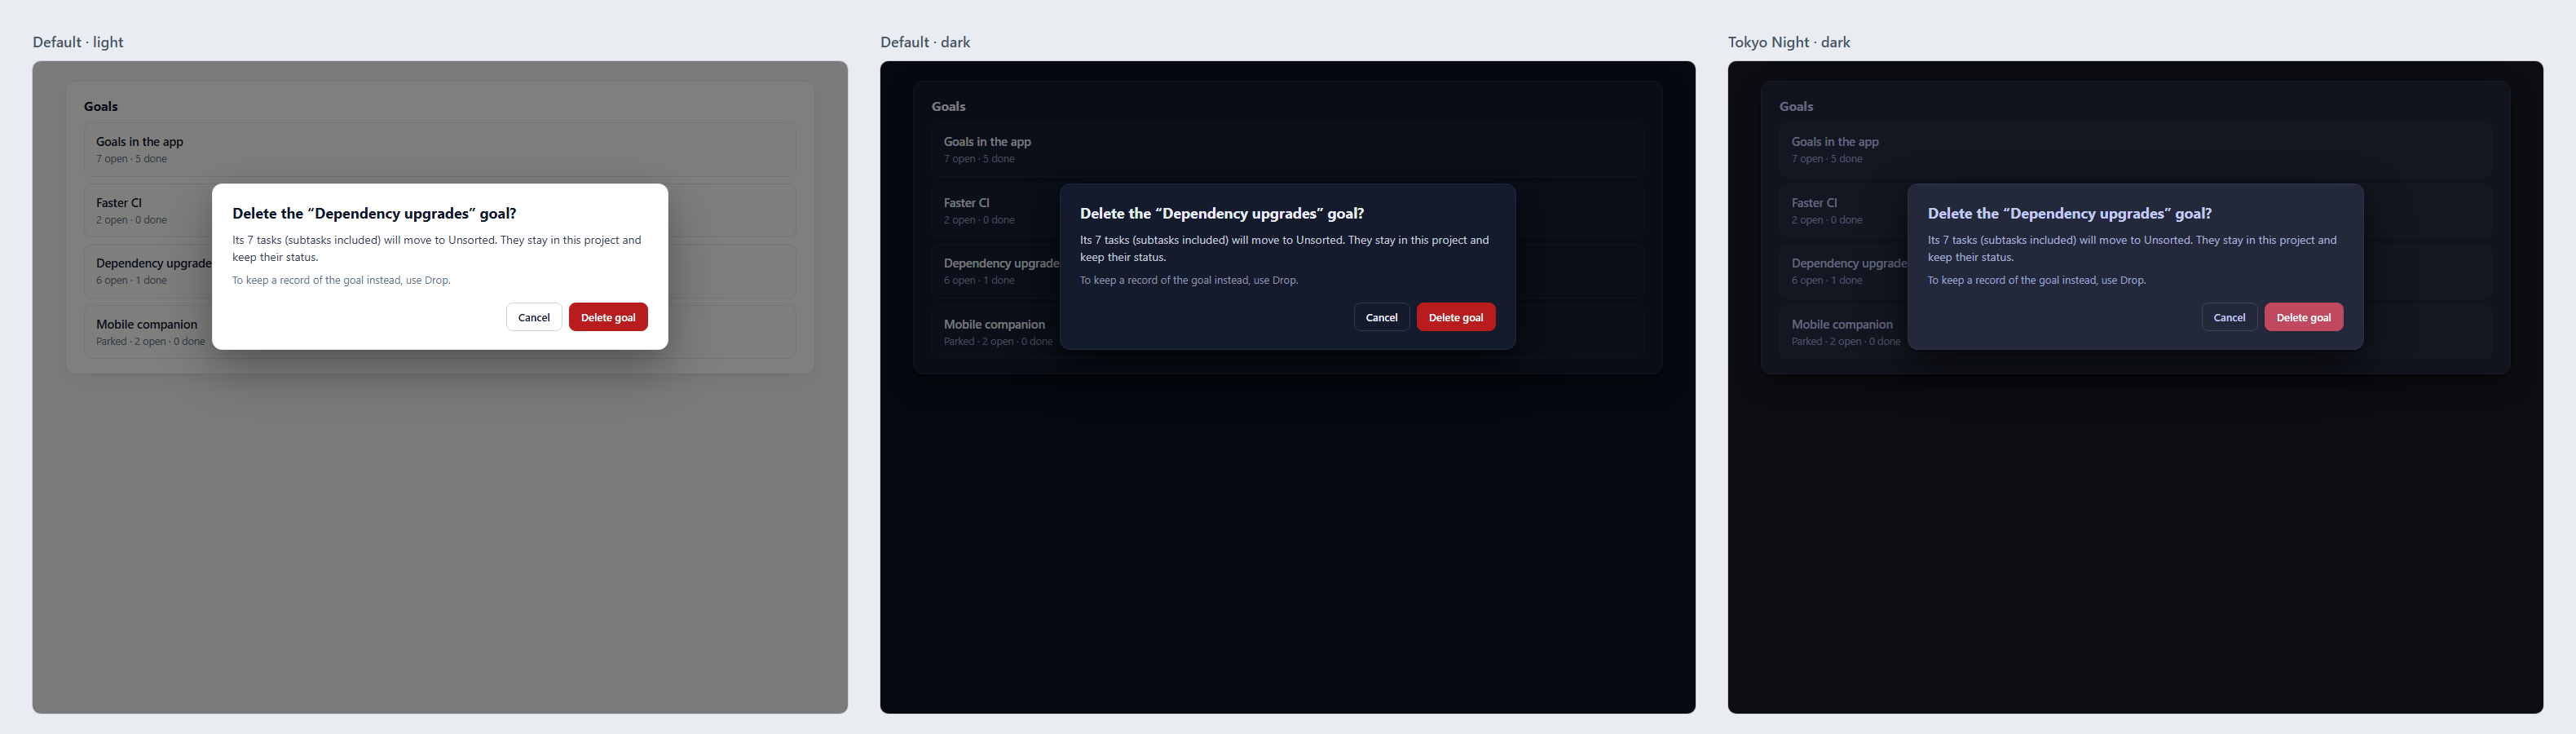 Default · light
Goals
Goals in the app
7 open · 5 done
Faster CI
2 open · 0 done
Dependency upgrade
6 open · 1 done
Mobile companion
Parked · 2 open · 0 done
Delete the “Dependency upgrades” goal?
Its 7 tasks (subtasks included) will move to Unsorted. They stay in this project and
keep their status.
To keep a record of the goal instead, use Drop.
Cancel
Delete goal
Default · dark
Goals
Goals in the app
7 open · 5 done
Faster CI
2 open · 0 done
Dependency upgrade
6 open · 1 done
Mobile companion
Parked · 2 open · 0 done
Delete the “Dependency upgrades” goal?
Its 7 tasks (subtasks included) will move to Unsorted. They stay in this project and
keep their status.
To keep a record of the goal instead, use Drop.
Cancel
Delete goal
Tokyo Night · dark
Goals
Goals in the app
7 open · 5 done
Faster CI
2 open · 0 done
Dependency upgrade
6 open · 1 done
Mobile companion
Parked · 2 open · 0 done
Delete the “Dependency upgrades” goal?
Its 7 tasks (subtasks included) will move to Unsorted. They stay in this project and
keep their status.
To keep a record of the goal instead, use Drop.
Cancel
Delete goal